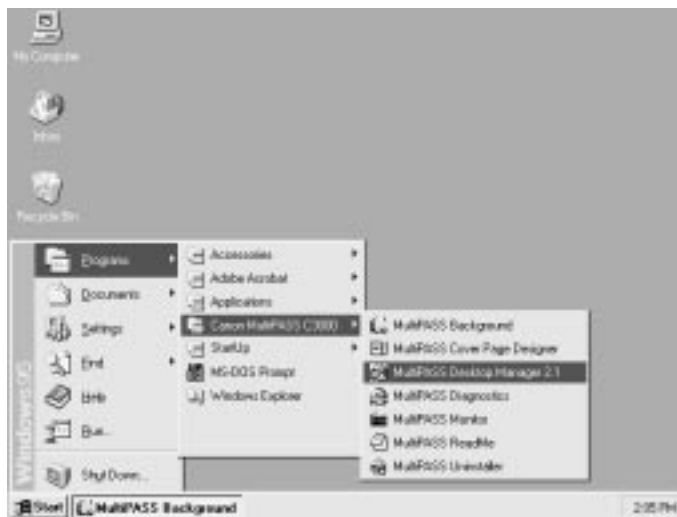 My Computer
Inbox
Recycle Bin
Windows 95
Programs
Documents
Settings
Find
Help
Run...
Shut Down...
Accessories
Adobe Acrobat
Applications
Canon MultiPASS C3000
StartUp
MS-DOS Prompt
Windows Explorer
MultiPASS Background
MultiPASS Cover Page Designer
MultiPASS Desktop Manager 2.1
MultiPASS Diagnostics
MultiPASS Monitor
MultiPASS ReadMe
MultiPASS Uninstaller
Start
MultiPASS Background
2:05 PM